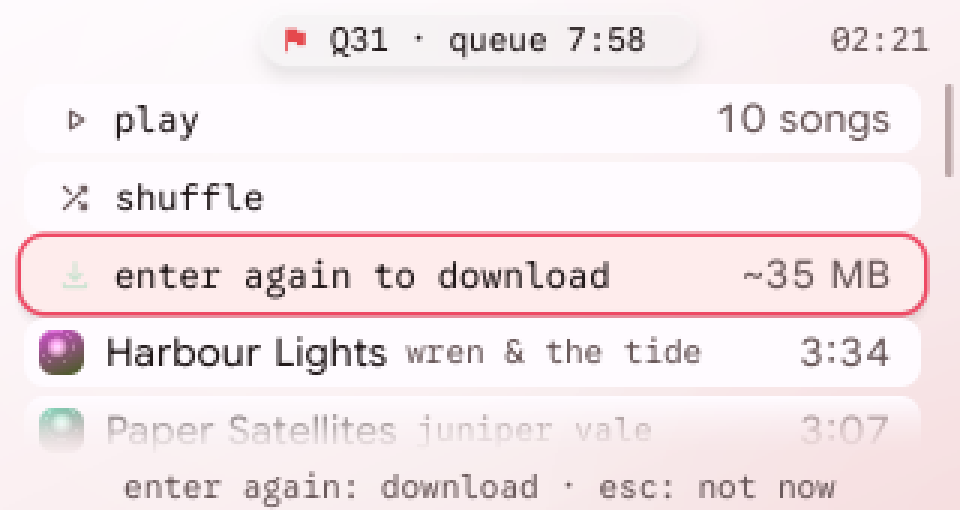 Q31 · queue 7:58 02:21
play 10 songs
shuffle
enter again to download ~35 MB
Harbour Lights wren & the tide 3:34
Paper Satellites juniper vale 3:07
enter again: download · esc: not now